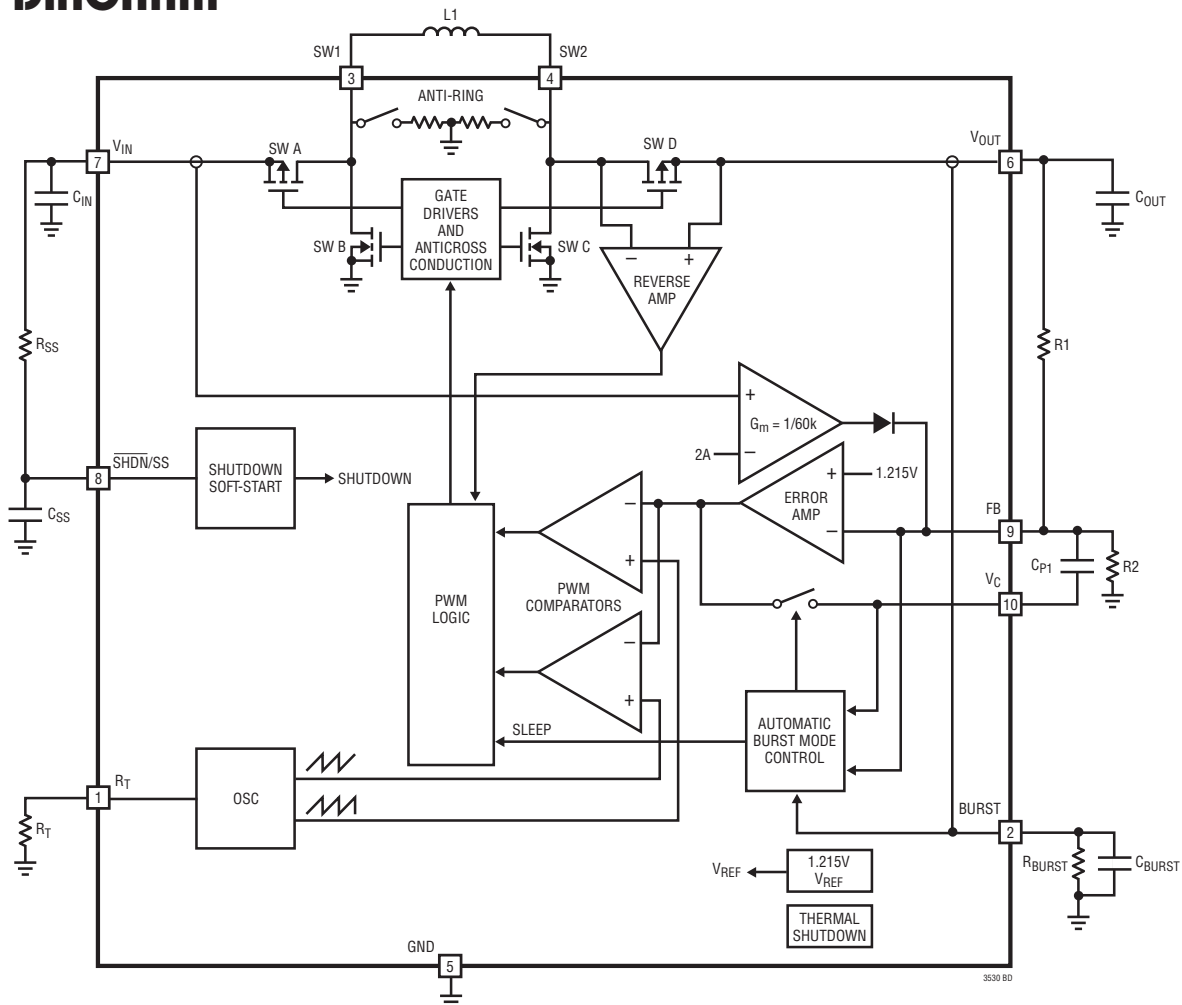 L1
SW1
SW2
3
4
ANTI-RING
VIN
7
SW A
SW D
VOUT
6
CIN
COUT
GATE
DRIVERS
AND
ANTICROSS
CONDUCTION
SW B
SW C
– +
REVERSE
AMP
RSS
R1
+
Gm = 1/60k
2A
–
SHDN/SS
8
SHUTDOWN
SOFT-START
SHUTDOWN
+
1.215V
ERROR
AMP
–
FB
9
CSS
–
+
PWM
LOGIC
PWM
COMPARATORS
CP1
R2
VC
10
–
+
AUTOMATIC
BURST MODE
CONTROL
SLEEP
RT
1
OSC
RT
BURST
2
RBURST
CBURST
VREF
1.215V
VREF
THERMAL
SHUTDOWN
GND
5
3530 BD